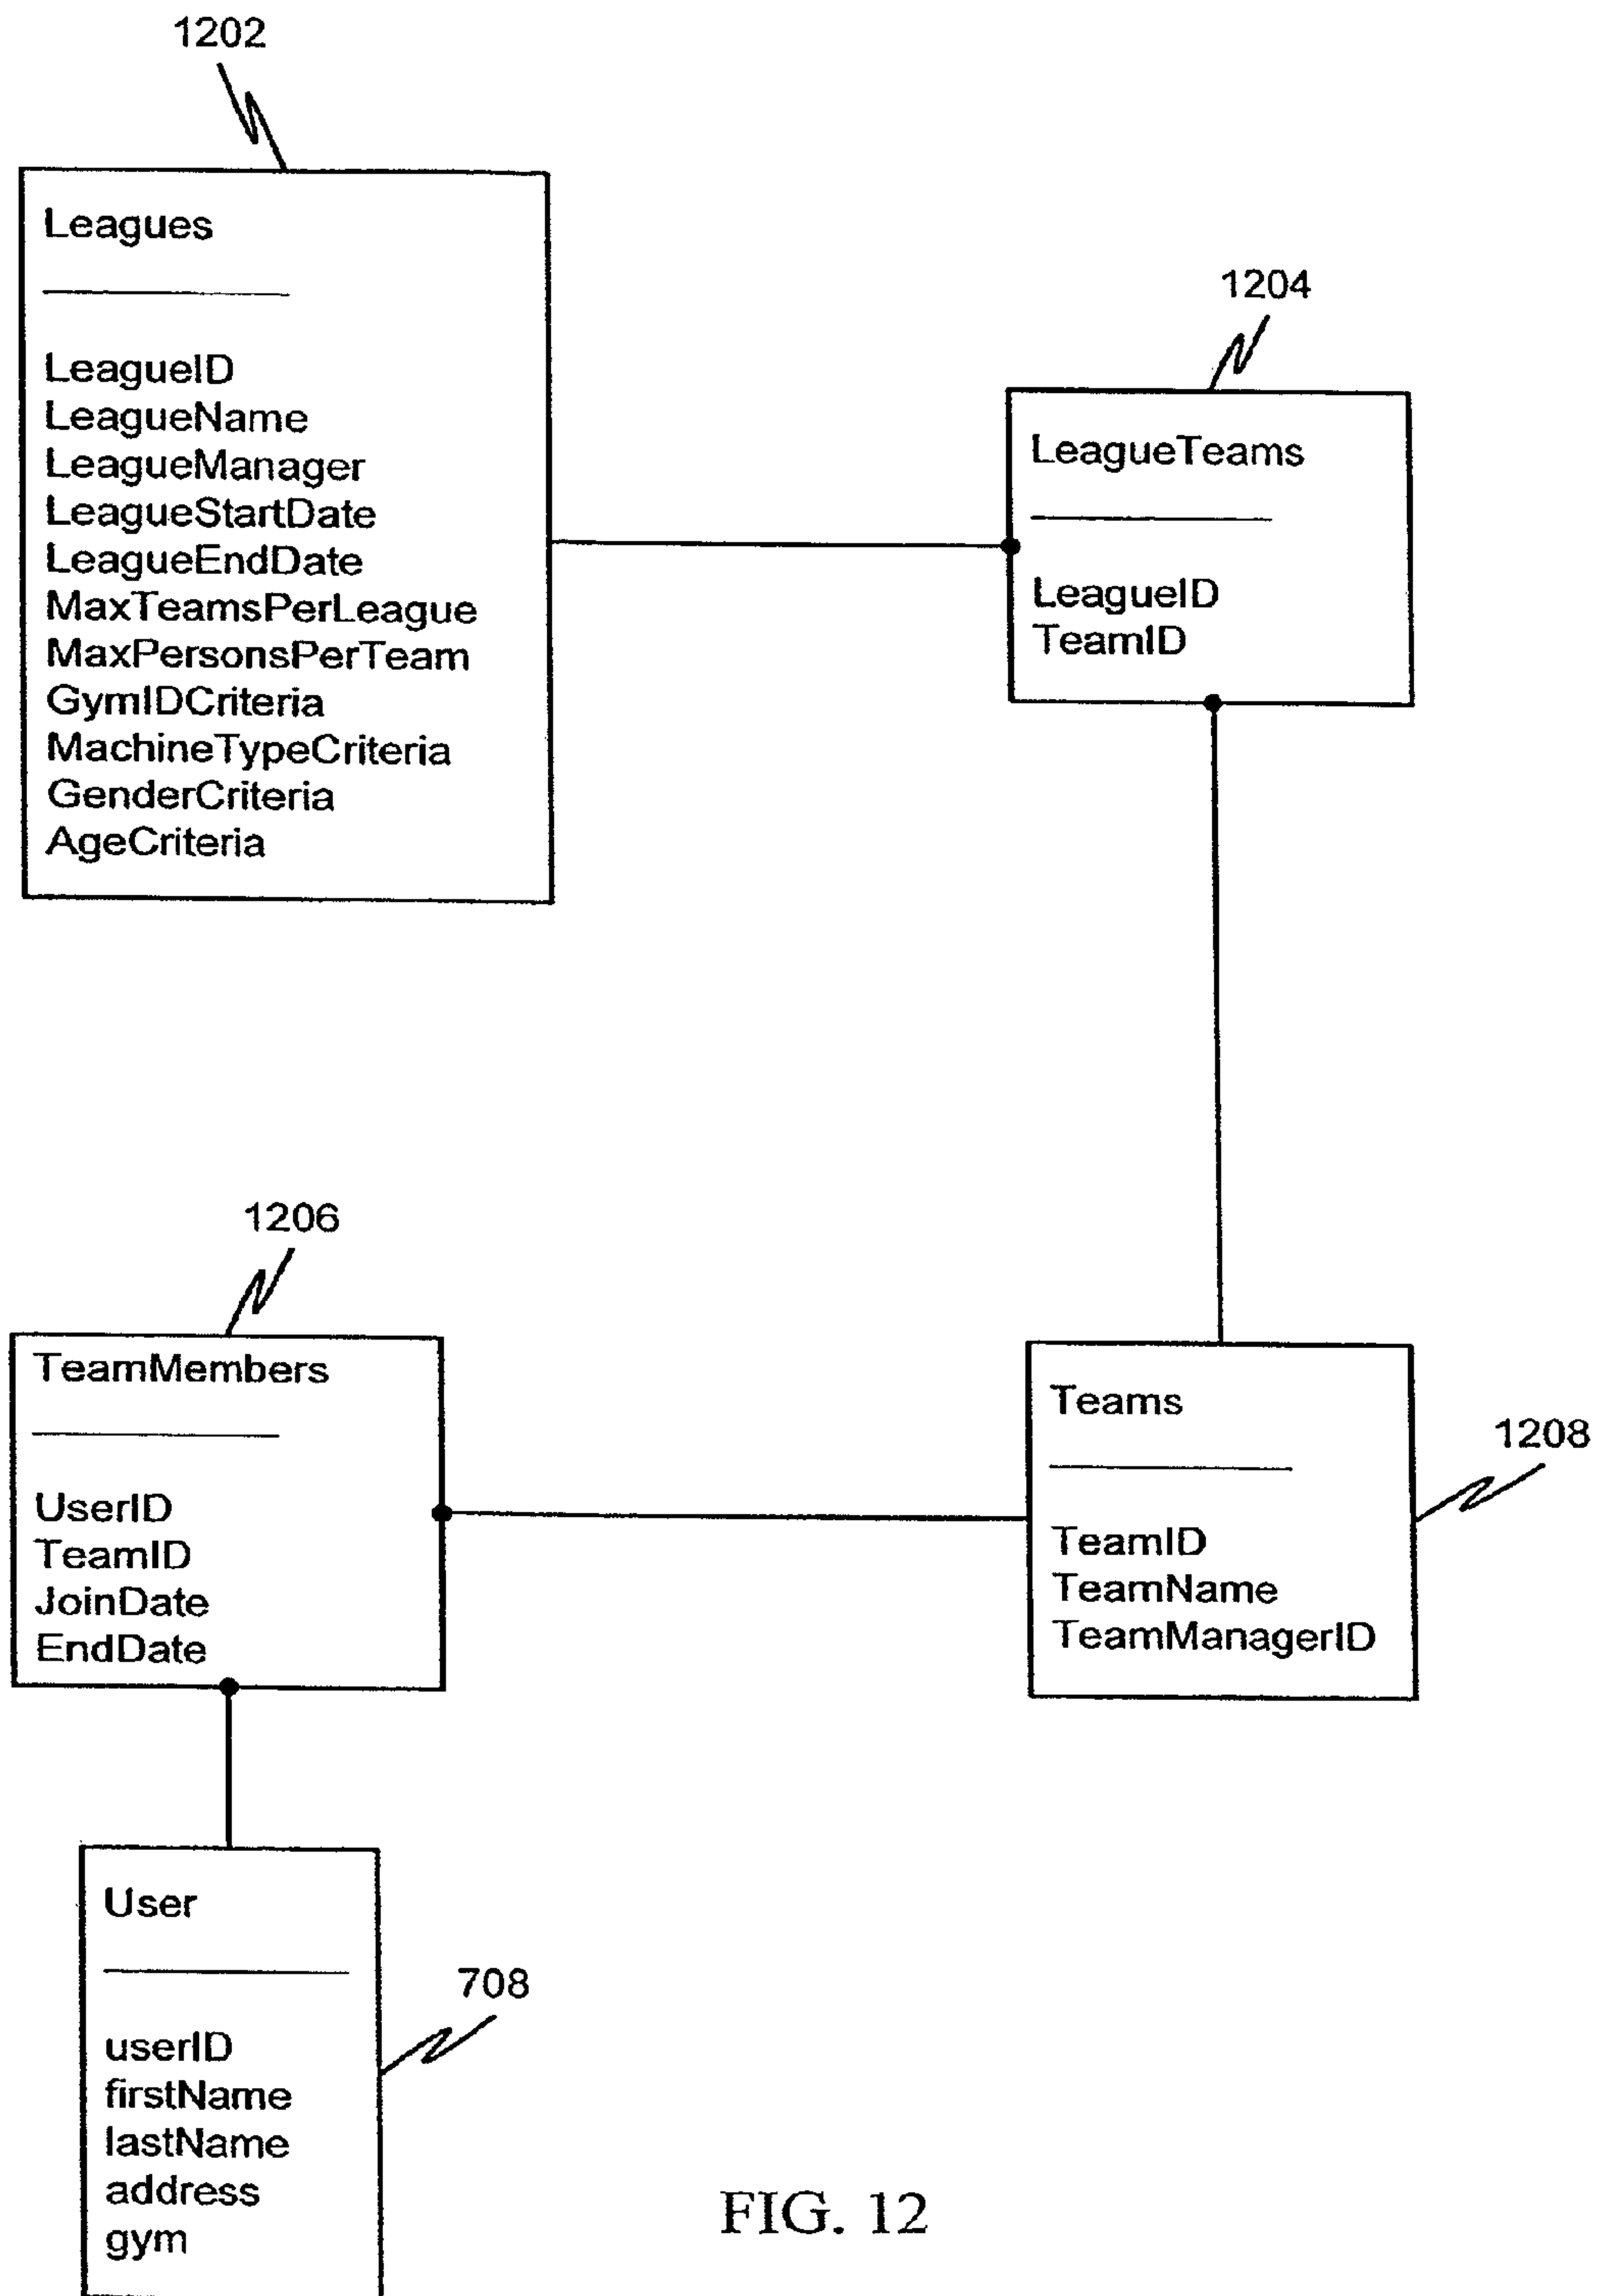 1202
Leagues
LeagueID
LeagueName
LeagueManager
LeagueStartDate
LeagueEndDate
MaxTeamsPerLeague
MaxPersonsPerTeam
GymIDCriteria
MachineTypeCriteria
GenderCriteria
AgeCriteria
1204
LeagueTeams
LeagueID
TeamID
1206
TeamMembers
UserID
TeamID
JoinDate
EndDate
1208
Teams
TeamID
TeamName
TeamManagerID
708
User
userID
firstName
lastName
address
gym
FIG. 12